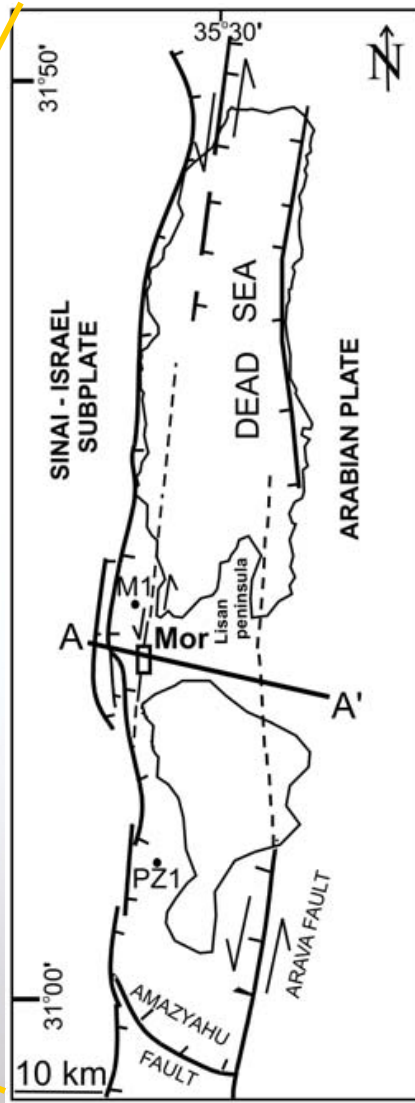 35°30'
N
31°50'
SINAI - ISRAEL
SUBPLATE
DEAD SEA
ARABIAN PLATE
M1
Lisan
peninsula
A
Mor
A'
PZ1
ARAVA FAULT
31°00'
AMAZYAHU
FAULT
10 km